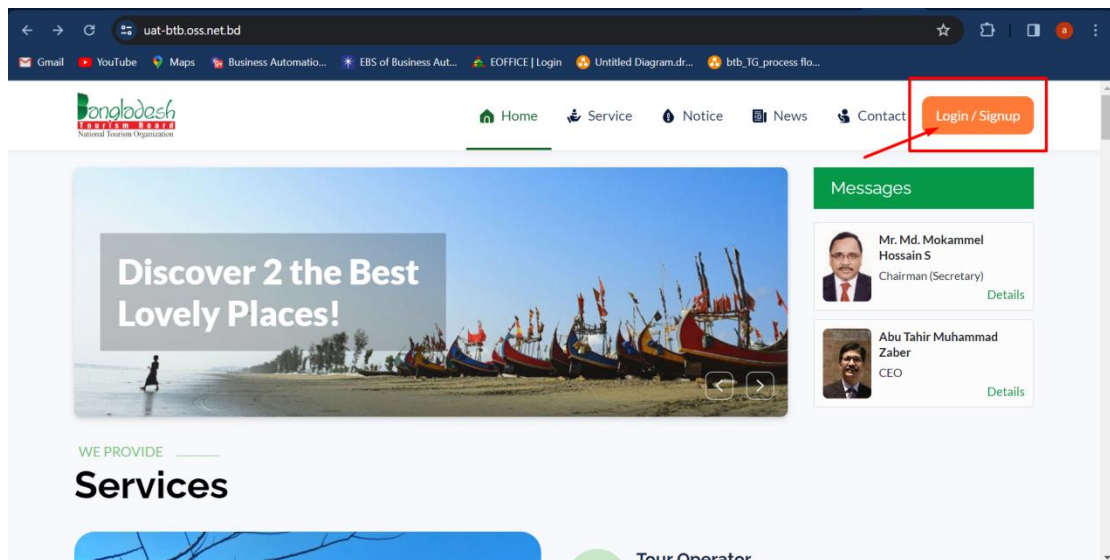 uat-btb.oss.net.bd
a
Gmail YouTube Maps Business Automatio... EBS of Business Aut... EOFFICE | Login Untitled Diagram.dr... btb_TG_process flo...
Bangladesh
Tourism Board
National Tourism Organization
Home Service Notice News Contact Login / Signup
Discover 2 the Best
Lovely Places!
Messages
Mr. Md. Mokammel
Hossain S
Chairman (Secretary)
Details
Abu Tahir Muhammad
Zaber
CEO
Details
WE PROVIDE
Services
Tour Operator